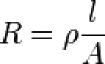 R = ρ l/A